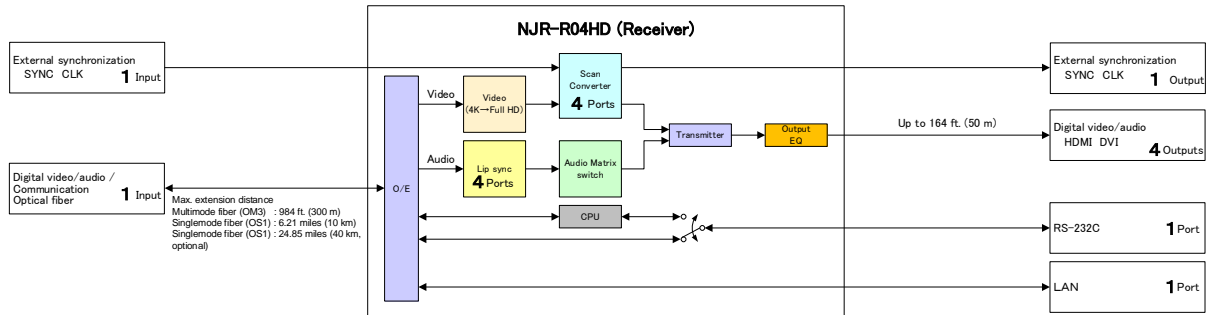 NJR-R04HD (Receiver)
External synchronization
SYNC CLK 1 Input
Digital video/audio /
Communication
Optical fiber
1 Input
Max. extension distance
Multimode fiber (OM3) : 984 ft. (300 m)
Singlemode fiber (OS1) : 6.21 miles (10 km)
Singlemode fiber (OS1) : 24.85 miles (40 km,
optional)
O/E
Video
Video
(4K→Full HD)
Scan
Converter
4 Ports
Audio
Lip sync
4 Ports
Audio Matrix
switch
CPU
Transmitter
Output
EQ
Up to 164 ft. (50 m)
External synchronization
SYNC CLK 1 Output
Digital video/audio
HDMI DVI
4 Outputs
RS-232C 1 Port
LAN 1 Port